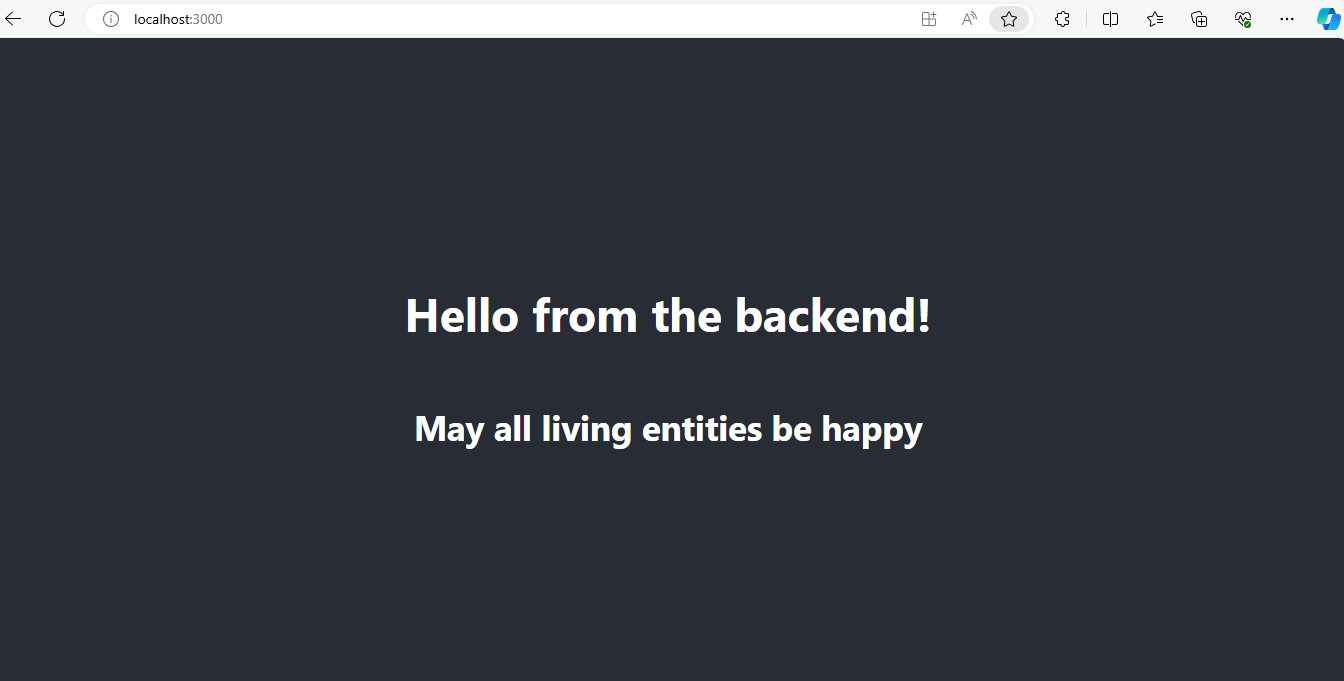 localhost:3000
Hello from the backend!
May all living entities be happy